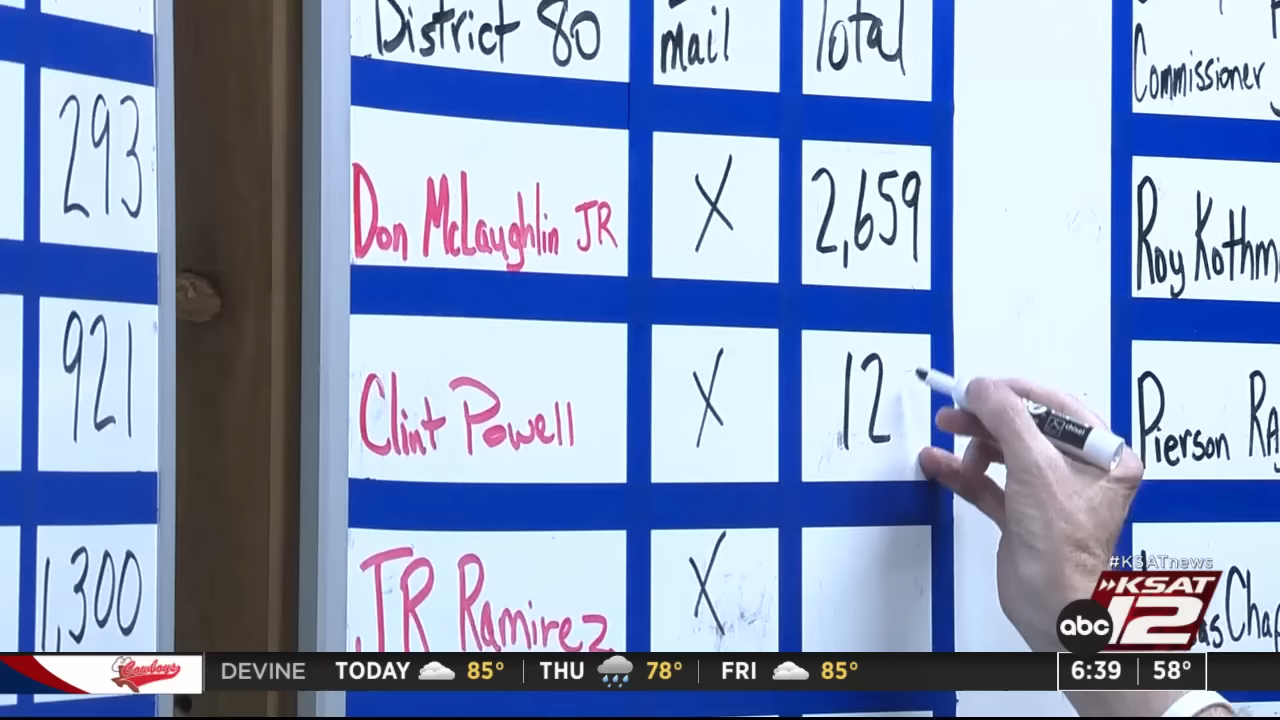 District 80
mail
Total
Commissioner
293
Don McLaughlin JR
X
2,659
Roy Kothm
921
Clint Powell
X
12
Pierson
1,300
JR Ramirez
X
#KSATnews
KSAT
abc
12
Cowboys
DEVINE
TODAY
85°
THU
78°
FRI
85°
6:39
58°